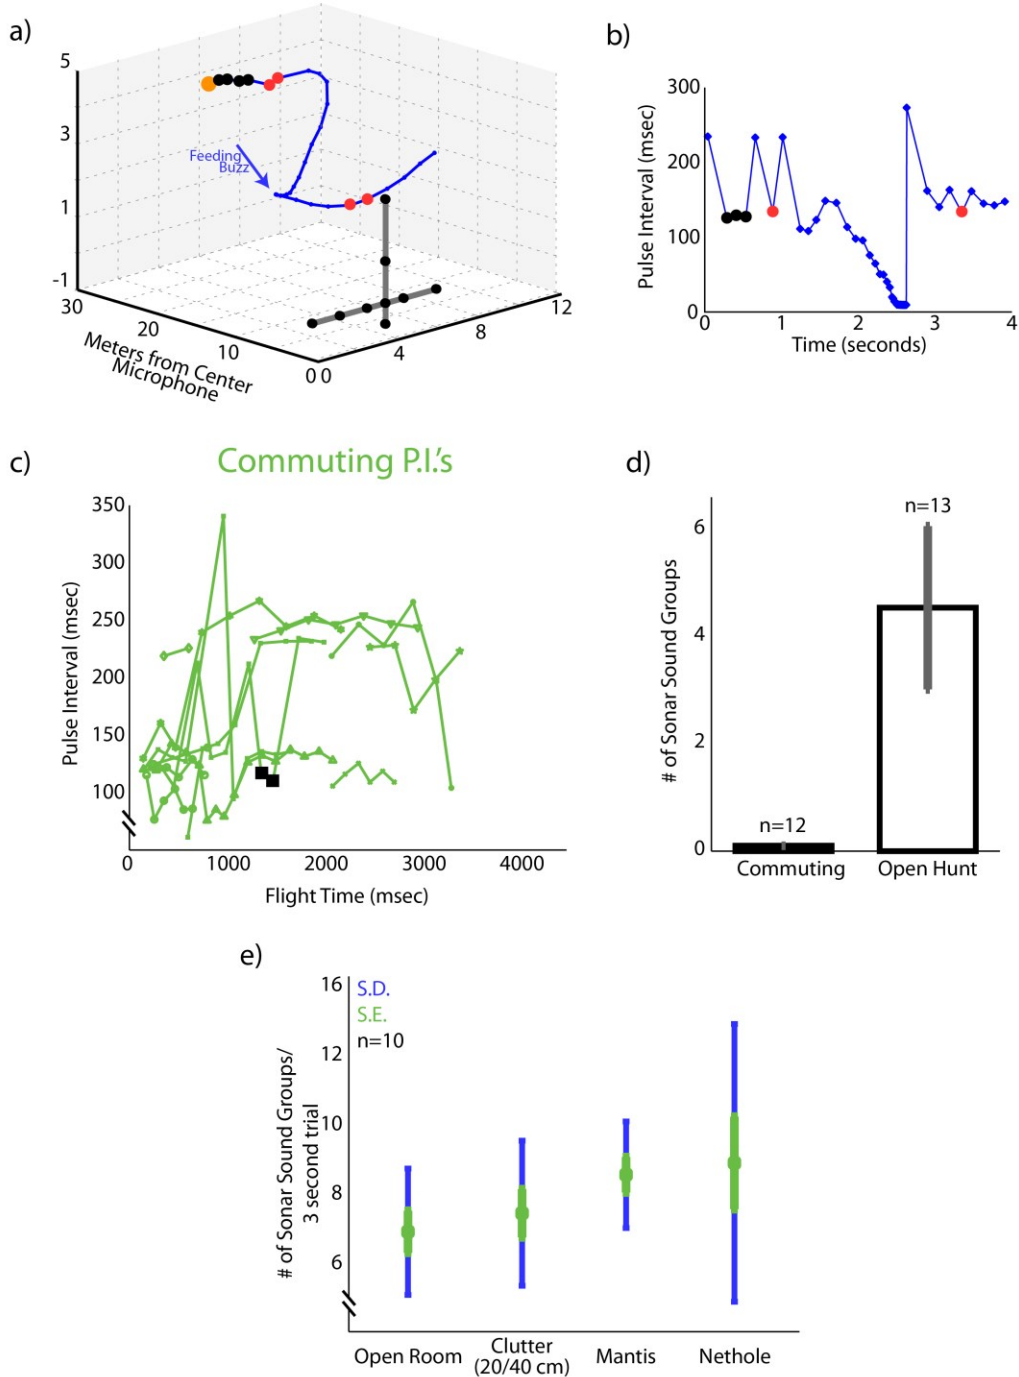 a)
5
3
1
-1
30
20
10
0 0
4
8
12
Meters from Center
Microphone
Feeding
Buzz
b)
Pulse Interval (msec)
300
200
100
0
0 1 2 3 4
Time (seconds)
c)
Commuting P.I.'s
Pulse Interval (msec)
350
300
250
200
150
100
0 1000 2000 3000 4000
Flight Time (msec)
d)
# of Sonar Sound Groups
6
4
2
0
n=13
n=12
Commuting Open Hunt
e)
# of Sonar Sound Groups/
3 second trial
16
12
10
8
6
S.D.
S.E.
n=10
Open Room
Clutter
(20/40 cm)
Mantis
Nethole